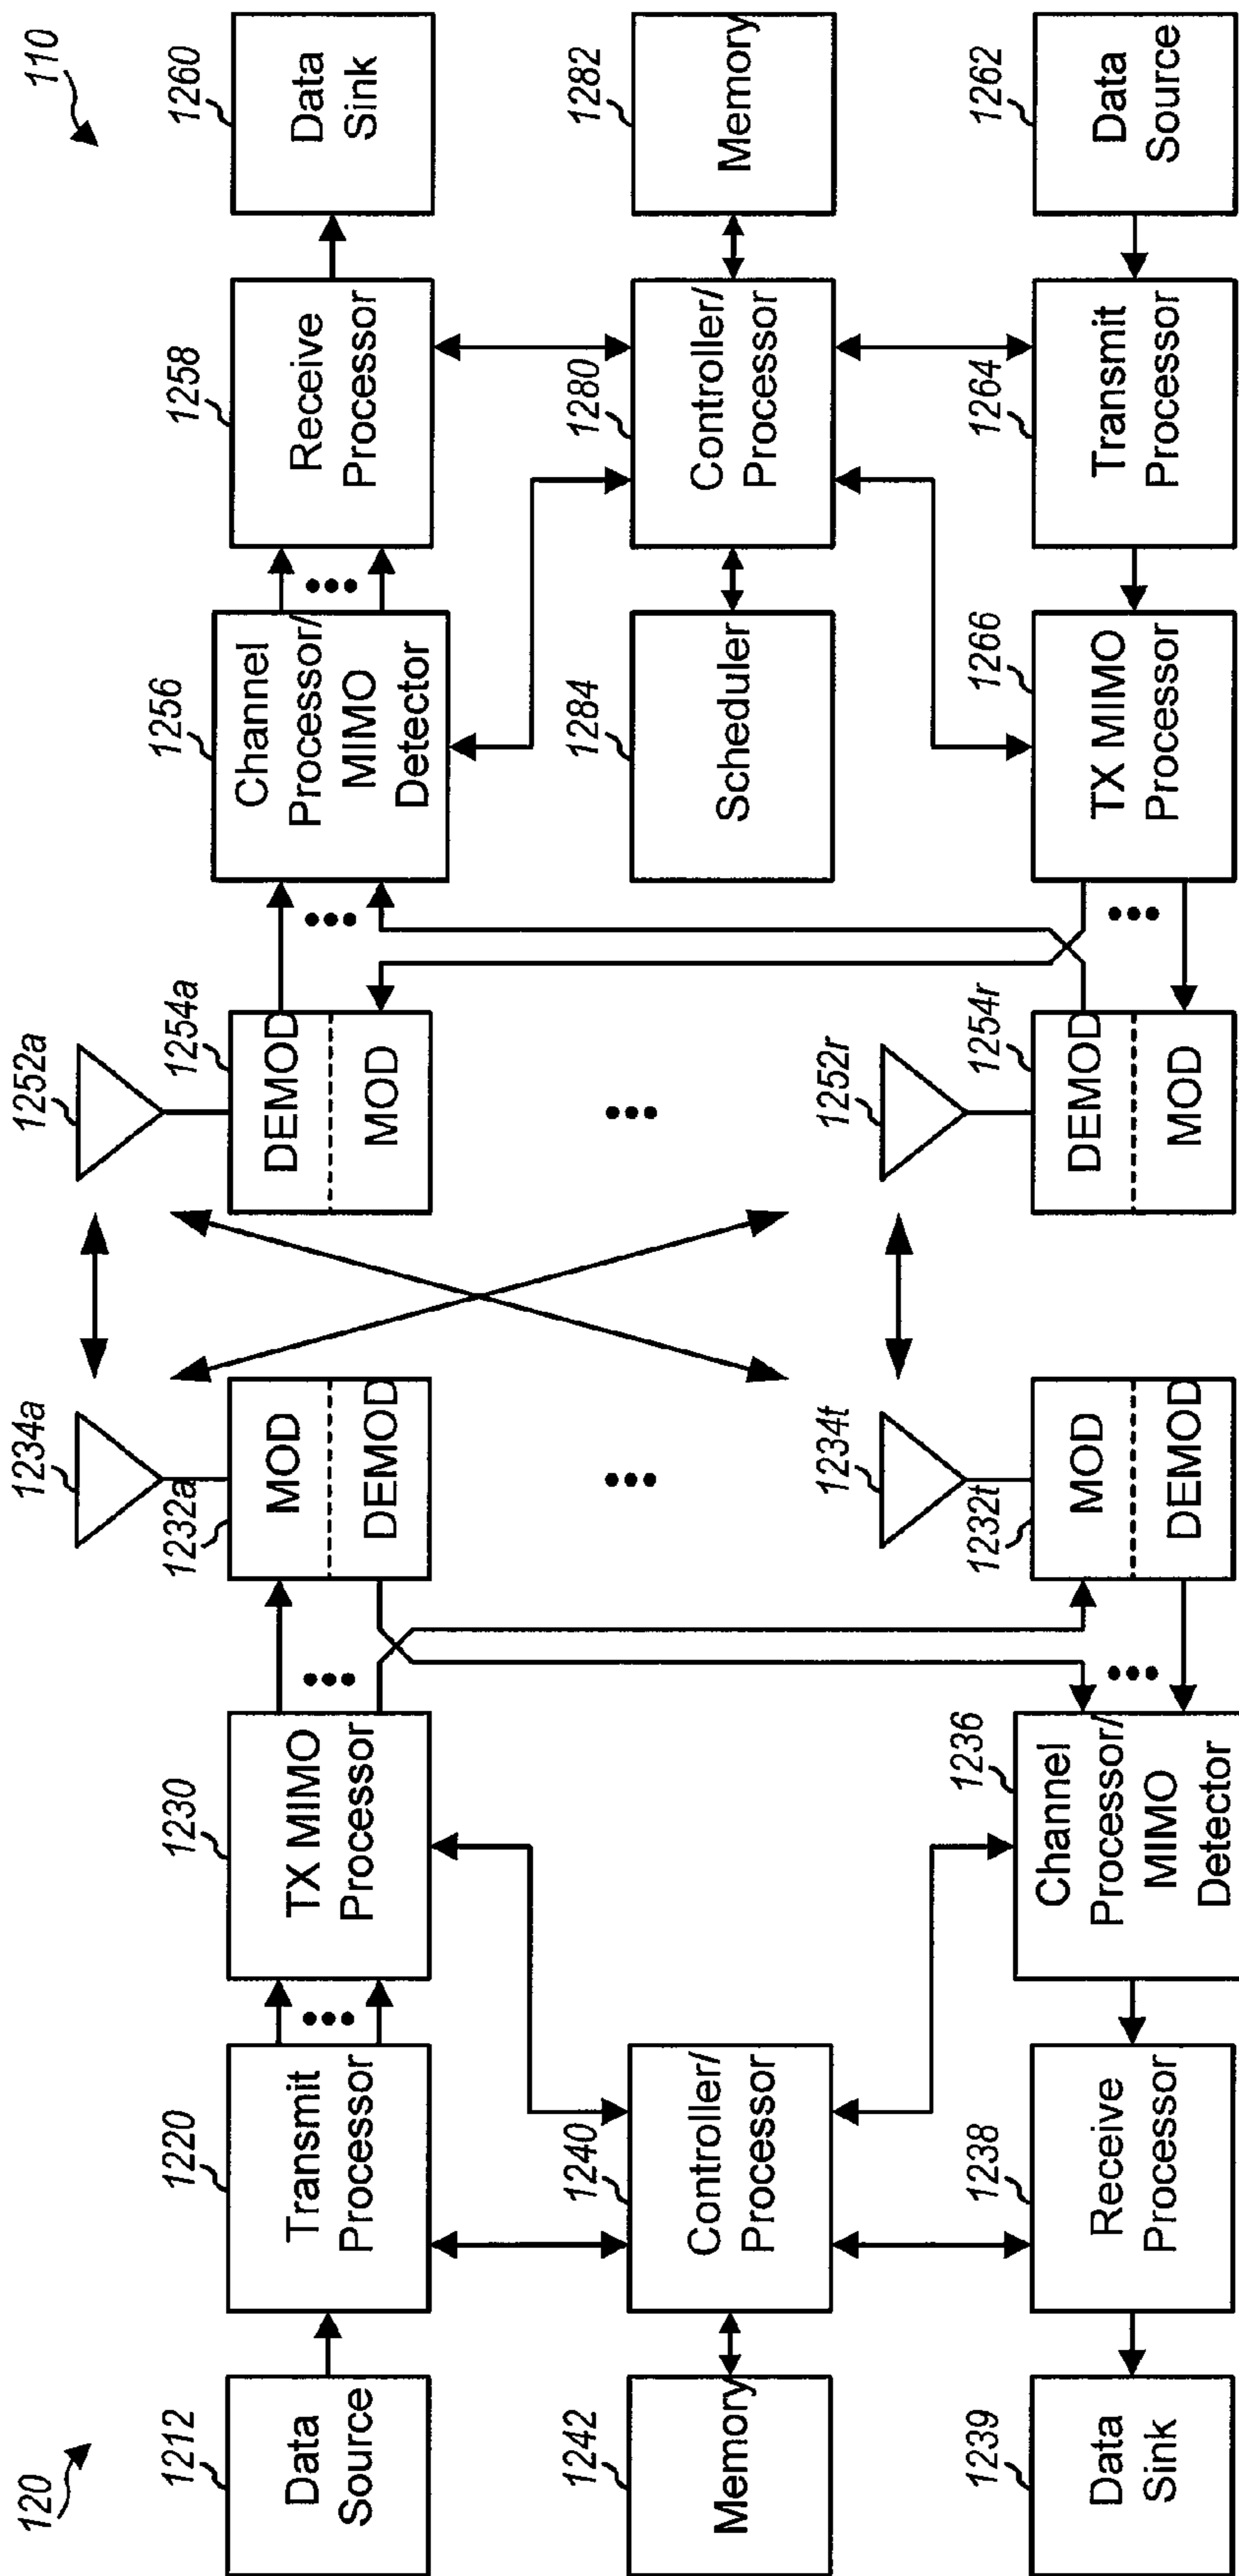 120
110
1212
Data
Source
1220
Transmit
Processor
1230
TX MIMO
Processor
1234a
1232a
MOD
DEMOD
1252a
1254a
DEMOD
MOD
1256
Channel
Processor/
MIMO
Detector
1258
Receive
Processor
1260
Data
Sink
1242
Memory
1240
Controller/
Processor
1284
Scheduler
1280
Controller/
Processor
1282
Memory
1239
Data
Sink
1238
Receive
Processor
1236
Channel
Processor/
MIMO
Detector
1234t
1232t
MOD
DEMOD
1252r
1254r
DEMOD
MOD
1266
TX MIMO
Processor
1264
Transmit
Processor
1262
Data
Source